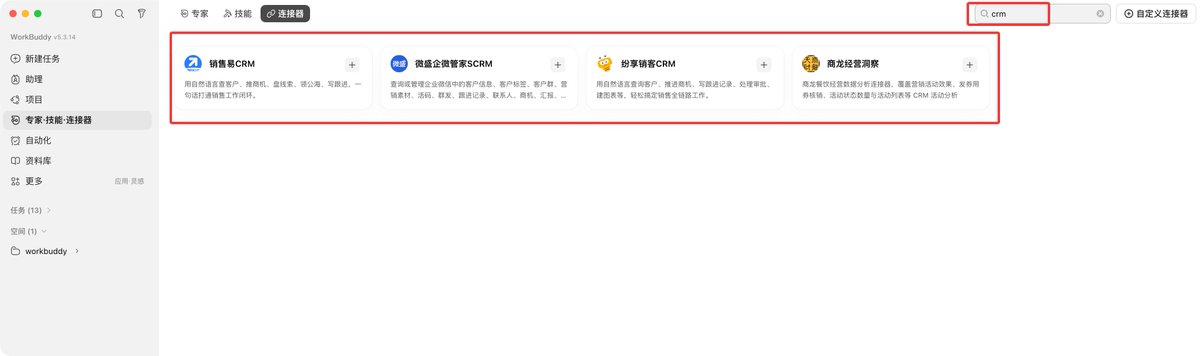 专家
技能
连接器
crm
自定义连接器
WorkBuddy v5.3.14
新建任务
助理
项目
专家·技能·连接器
自动化
资料库
更多
应用·灵感
任务 (13)
空间 (1)
workbuddy
销售易CRM
用自然语言查客户、推商机、盘线索、领公海、写跟进，一
句话打通销售工作闭环。
微盛
微盛企微管家SCRM
查询或管理企业微信中的客户信息、客户标签、客户群、营
销素材、活码、群发、跟进记录、联系人、商机、汇报、...
纷享销客CRM
用自然语言查询客户、推进商机、写跟进记录、处理审批、
建图表等，轻松搞定销售全链路工作。
商龙经营洞察
商龙餐饮经营数据分析连接器，覆盖营销活动效果、发券用
券核销、活动状态数量与活动列表等 CRM 活动分析